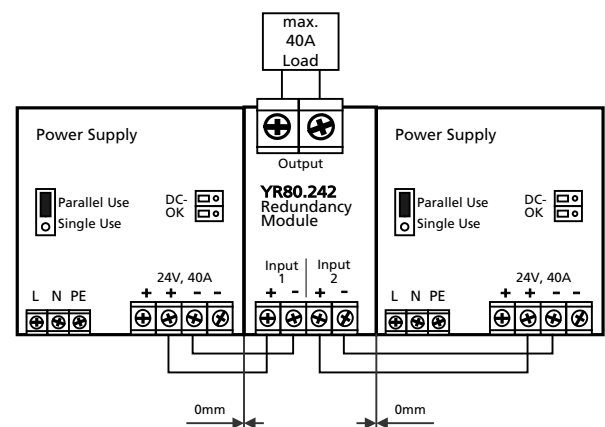 max.
40A
Load
Power Supply
Parallel Use
Single Use
DC-
OK
24V, 40A
+ + – –
L N PE
Output
YR80.242
Redundancy
Module
Input
1
Input
2
+ – + –
Power Supply
Parallel Use
Single Use
DC-
OK
24V, 40A
+ + – –
L N PE
0mm
0mm